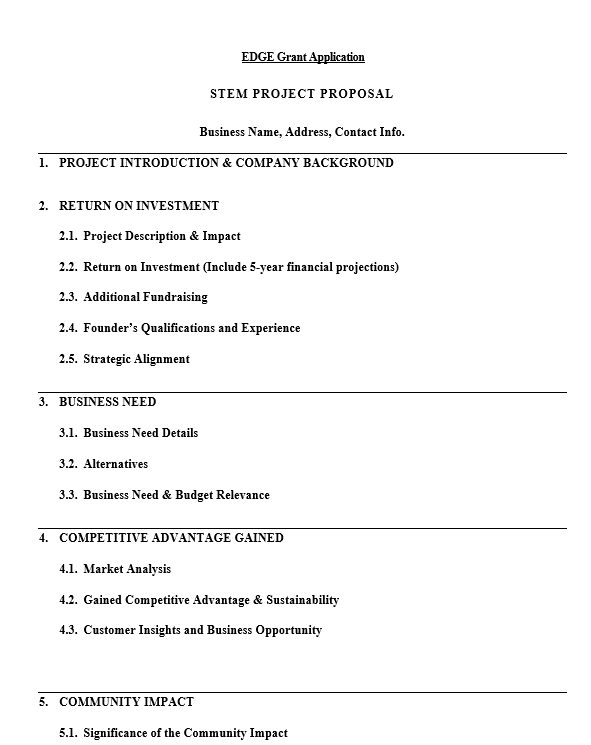 EDGE Grant Application
STEM PROJECT PROPOSAL
Business Name, Address, Contact Info.
1. PROJECT INTRODUCTION & COMPANY BACKGROUND
2. RETURN ON INVESTMENT
2.1. Project Description & Impact
2.2. Return on Investment (Include 5-year financial projections)
2.3. Additional Fundraising
2.4. Founder’s Qualifications and Experience
2.5. Strategic Alignment
3. BUSINESS NEED
3.1. Business Need Details
3.2. Alternatives
3.3. Business Need & Budget Relevance
4. COMPETITIVE ADVANTAGE GAINED
4.1. Market Analysis
4.2. Gained Competitive Advantage & Sustainability
4.3. Customer Insights and Business Opportunity
5. COMMUNITY IMPACT
5.1. Significance of the Community Impact